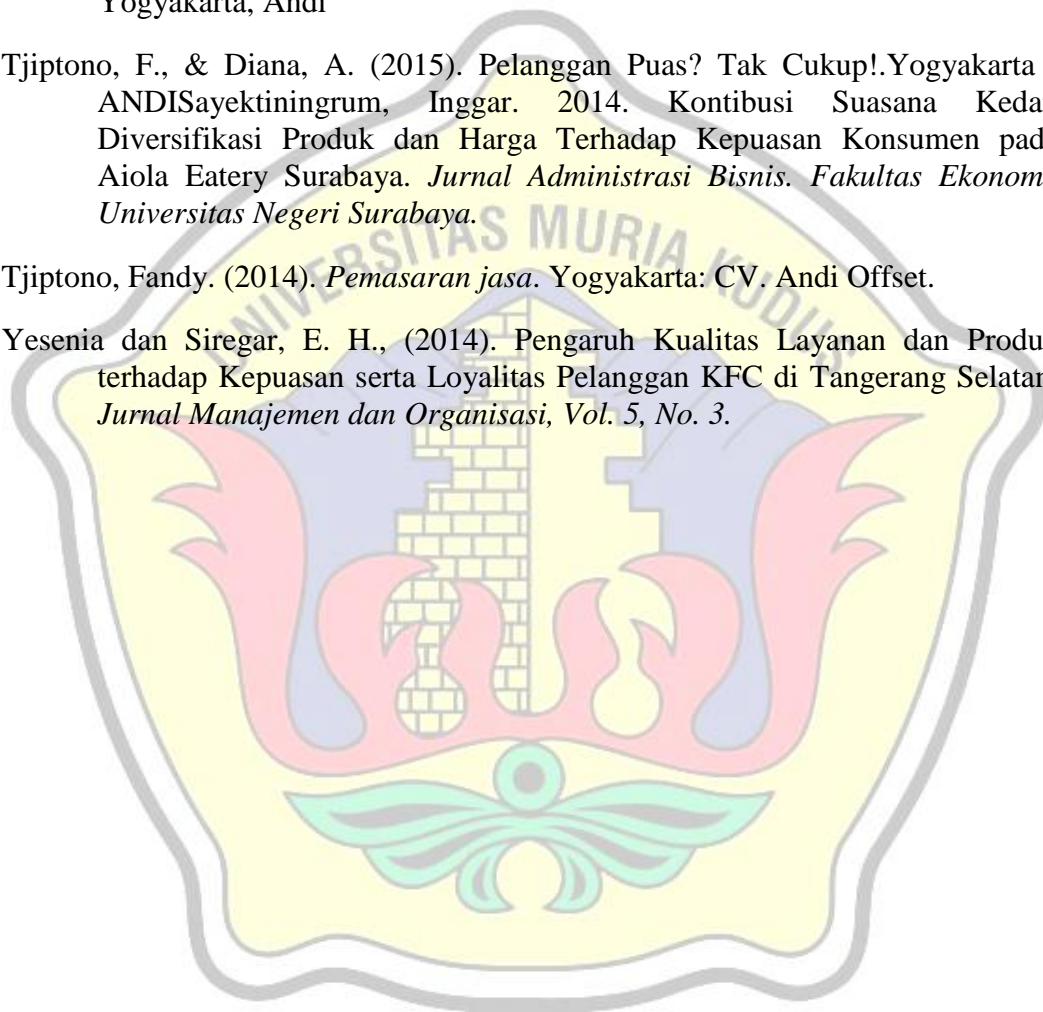 Yogyakarta, Andi
Tjiptono, F., & Diana, A. (2015). Pelanggan Puas? Tak Cukup!.Yogyakarta
ANDISayektiningrum, Inggar. 2014. Kontibusi Suasana Keda
Diversifikasi Produk dan Harga Terhadap Kepuasan Konsumen pad
Aiola Eatery Surabaya. Jurnal Administrasi Bisnis. Fakultas Ekonom
Universitas Negeri Surabaya.
UNIVERSITAS MURIA KUDUS
Tjiptono, Fandy. (2014). Pemasaran jasa. Yogyakarta: CV. Andi Offset.
Yesenia dan Siregar, E. H., (2014). Pengaruh Kualitas Layanan dan Produ
terhadap Kepuasan serta Loyalitas Pelanggan KFC di Tangerang Selatan
Jurnal Manajemen dan Organisasi, Vol. 5, No. 3.